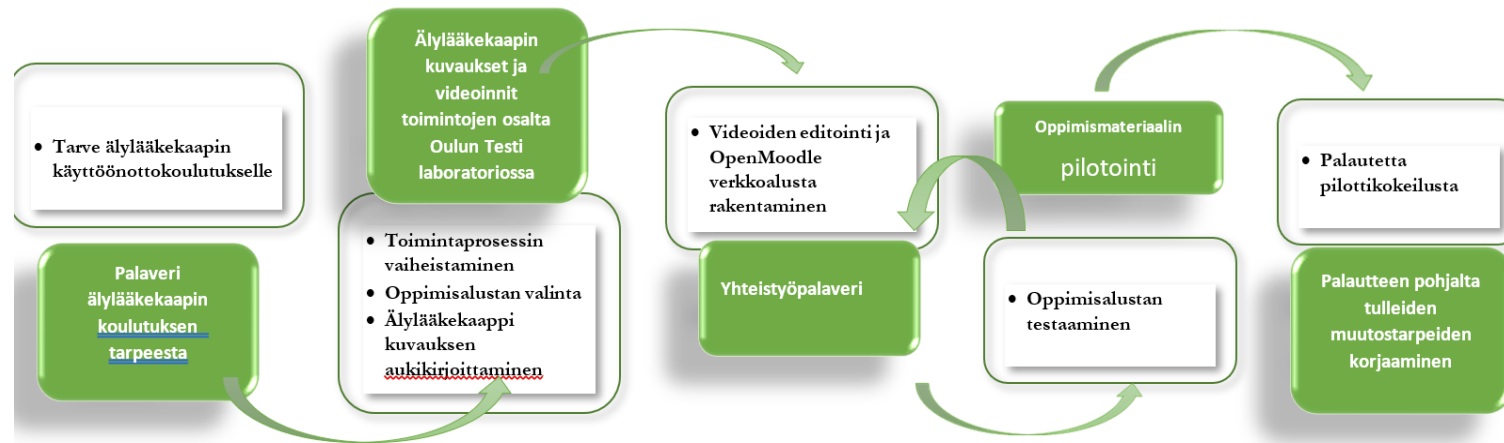 • Tarve älylääkekaapin
käyttöönottokoulutukselle
Palaveri
älylääkekaapin
koulutuksen
tarpeesta
Älylääkekaapin
kuvaukset ja
videoinnit
toimintojen osalta
Oulun Testi
laboratoriossa
• Toimintaprosessin
vaiheistaminen
• Oppimisalustan valinta
• Älylääkekaappi
kuvauksen
aukikirjoittaminen
• Videoiden editointi ja
OpenMoodle
verkkoalusta
rakentaminen
Yhteistyöpalaveri
Oppimismateriaalin
pilotointi
• Oppimisalustan
testaaminen
• Palautetta
pilottikokeilusta
Palautteen pohjalta
tulleiden
muutostarpeiden
korjaaminen